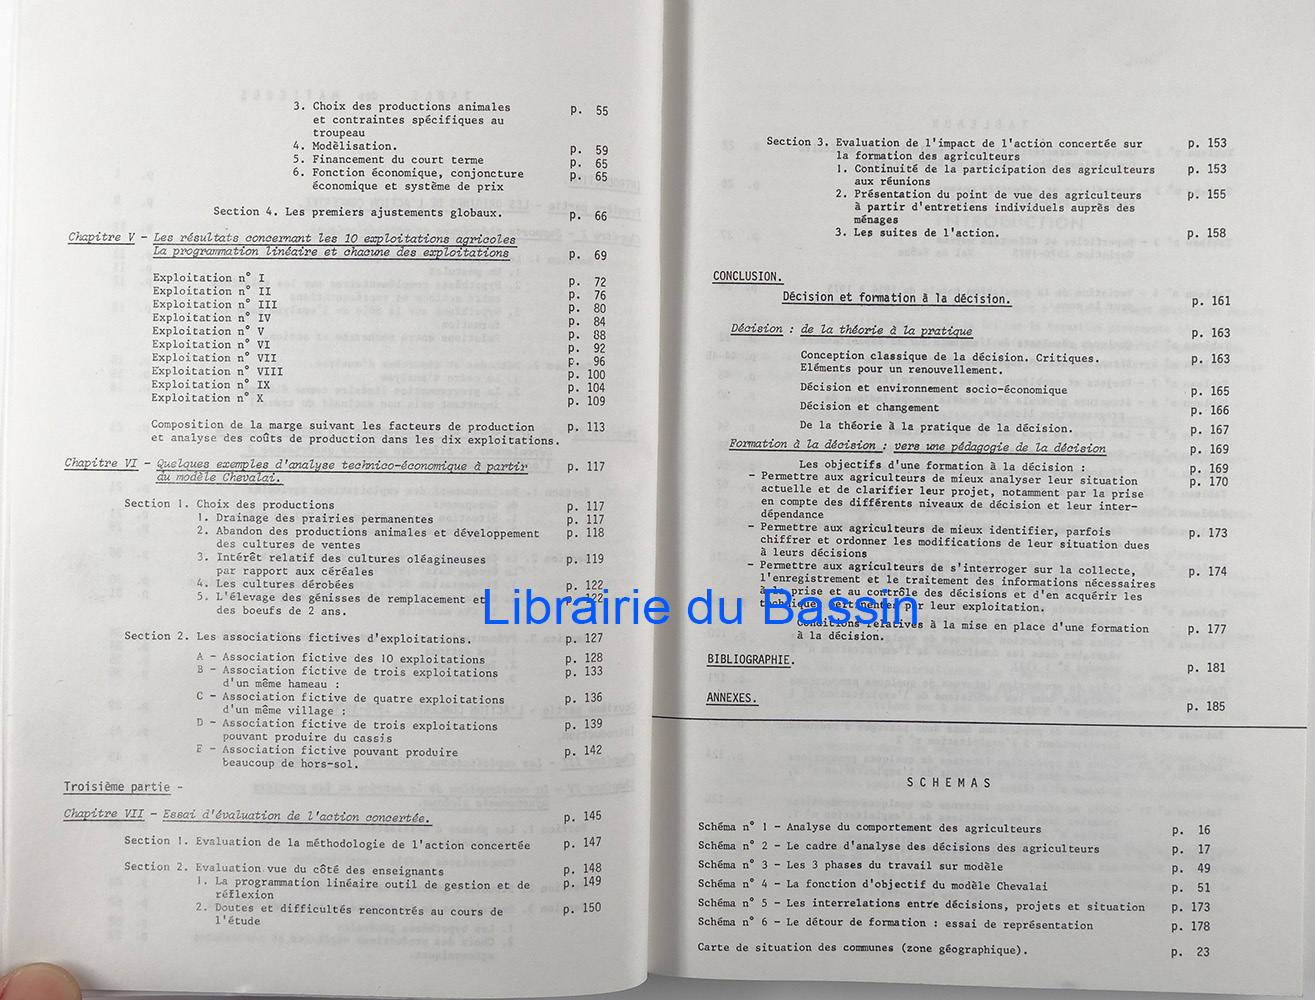 3. Choix des productions animales p. 55
et contraintes spécifiques au
troupeau
4. Modèlisation. p. 59
5. Financement du court terme p. 65
6. Fonction économique, conjoncture p. 65
économique et système de prix
Section 4. Les premiers ajustements globaux. p. 66
Chapitre V - Les résultats concernant les 10 exploitations agricoles
La programmation linéaire et chacune des exploitations p. 69
Exploitation n° I p. 72
Exploitation n° II p. 76
Exploitation n° III p. 80
Exploitation n° IV p. 84
Exploitation n° V p. 88
Exploitation n° VI p. 92
Exploitation n° VII p. 96
Exploitation n° VIII p. 100
Exploitation n° IX p. 104
Exploitation n° X p. 109
Composition de la marge suivant les facteurs de production p. 113
et analyse des coûts de production dans les dix exploitations.
Chapitre VI - Quelques exemples d'analyse technico-économique à partir p. 117
du modèle Chevalai.
Section 1. Choix des productions p. 117
1. Drainage des prairies permanentes p. 117
2. Abandon des productions animales et développement p. 118
des cultures de ventes
3. Intérêt relatif des cultures oléagineuses p. 119
par rapport aux céréales
4. Les cultures dérobées p. 122
5. L'élevage des génisses de remplacement et p. 122
des boeufs de 2 ans.
Section 2. Les associations fictives d'exploitations. p. 127
A - Association fictive des 10 exploitations p. 128
B - Association fictive de trois exploitations p. 133
d'un même hameau :
C - Association fictive de quatre exploitations p. 136
d'un même village :
D - Association fictive de trois exploitations p. 139
pouvant produire du cassis
E - Association fictive pouvant produire p. 142
beaucoup de hors-sol.
Troisième partie -
Chapitre VII - Essai d'évaluation de l'action concertée. p. 145
Section 1. Evaluation de la méthodologie de l'action concertée p. 147
Section 2. Evaluation vue du côté des enseignants p. 148
1. La programmation linéaire outil de gestion et de p. 149
réflexion
2. Doutes et difficultés rencontrés au cours de p. 150
l'étude
Section 3. Evaluation de l'impact de l'action concertée sur p. 153
la formation des agriculteurs
1. Continuité de la participation des agriculteurs p. 153
aux réunions
2. Présentation du point de vue des agriculteurs p. 155
à partir d'entretiens individuels auprès des
ménages
3. Les suites de l'action. p. 158
CONCLUSION.
Décision et formation à la décision. p. 161
Décision : de la théorie à la pratique p. 163
Conception classique de la décision. Critiques. p. 163
Eléments pour un renouvellement.
Décision et environnement socio-économique p. 165
Décision et changement p. 166
De la théorie à la pratique de la décision. p. 167
Formation à la décision : vers une pédagogie de la décision p. 169
Les objectifs d'une formation à la décision : p. 169
- Permettre aux agriculteurs de mieux analyser leur situation p. 170
actuelle et de clarifier leur projet, notamment par la prise
en compte des différents niveaux de décision et leur inter-
dépendance
- Permettre aux agriculteurs de mieux identifier, parfois p. 173
chiffrer et ordonner les modifications de leur situation dues
à leurs décisions
- Permettre aux agriculteurs de s'interroger sur la collecte, p. 174
l'enregistrement et le traitement des informations nécessaires
à la prise et au contrôle des décisions et d'en acquérir les
techniques pertinentes par leur exploitation.
Conditions relatives à la mise en place d'une formation p. 177
à la décision.
BIBLIOGRAPHIE. p. 181
ANNEXES. p. 185
SCHEMAS
Schéma n° 1 - Analyse du comportement des agriculteurs p. 16
Schéma n° 2 - Le cadre d'analyse des décisions des agriculteurs p. 17
Schéma n° 3 - Les 3 phases du travail sur modèle p. 49
Schéma n° 4 - La fonction d'objectif du modèle Chevalai p. 51
Schéma n° 5 - Les interrelations entre décisions, projets et situation p. 173
Schéma n° 6 - Le détour de formation : essai de représentation p. 178
Carte de situation des communes (zone géographique). p. 23
Librairie du Bassin